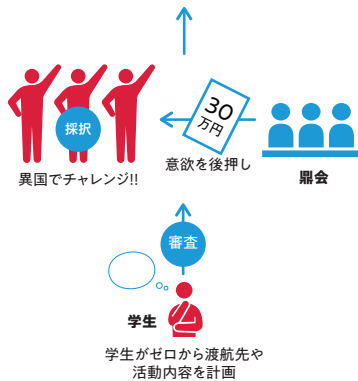 採択
30
万円
異国でチャレンジ!!
意欲を後押し
鼎会
審査
学生
学生がゼロから渡航先や
活動内容を計画